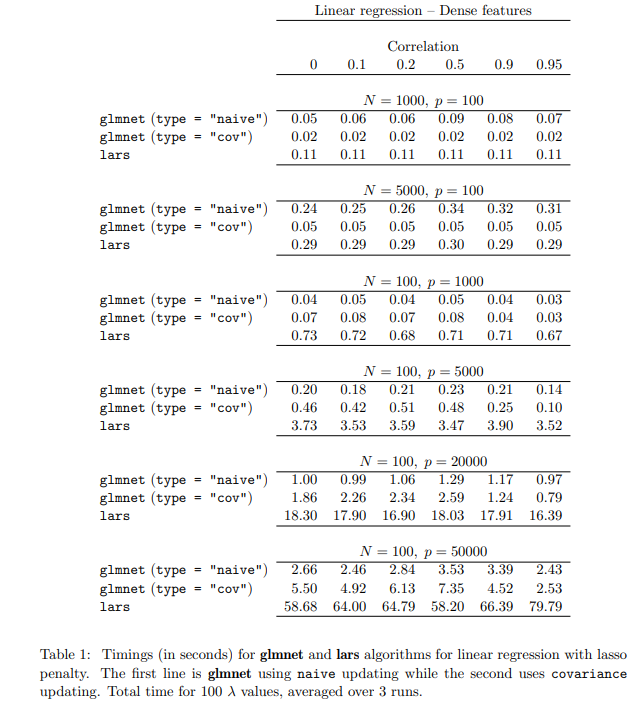 Linear regression – Dense features
Correlation
0 0.1 0.2 0.5 0.9 0.95
N = 1000, p = 100
glmnet (type = "naive") 0.05 0.06 0.06 0.09 0.08 0.07
glmnet (type = "cov") 0.02 0.02 0.02 0.02 0.02 0.02
lars 0.11 0.11 0.11 0.11 0.11 0.11
N = 5000, p = 100
glmnet (type = "naive") 0.24 0.25 0.26 0.34 0.32 0.31
glmnet (type = "cov") 0.05 0.05 0.05 0.05 0.05 0.05
lars 0.29 0.29 0.29 0.30 0.29 0.29
N = 100, p = 1000
glmnet (type = "naive") 0.04 0.05 0.04 0.05 0.04 0.03
glmnet (type = "cov") 0.07 0.08 0.07 0.08 0.04 0.03
lars 0.73 0.72 0.68 0.71 0.71 0.67
N = 100, p = 5000
glmnet (type = "naive") 0.20 0.18 0.21 0.23 0.21 0.14
glmnet (type = "cov") 0.46 0.42 0.51 0.48 0.25 0.10
lars 3.73 3.53 3.59 3.47 3.90 3.52
N = 100, p = 20000
glmnet (type = "naive") 1.00 0.99 1.06 1.29 1.17 0.97
glmnet (type = "cov") 1.86 2.26 2.34 2.59 1.24 0.79
lars 18.30 17.90 16.90 18.03 17.91 16.39
N = 100, p = 50000
glmnet (type = "naive") 2.66 2.46 2.84 3.53 3.39 2.43
glmnet (type = "cov") 5.50 4.92 6.13 7.35 4.52 2.53
lars 58.68 64.00 64.79 58.20 66.39 79.79
Table 1: Timings (in seconds) for glmnet and lars algorithms for linear regression with lasso
penalty. The first line is glmnet using naive updating while the second uses covariance
updating. Total time for 100 λ values, averaged over 3 runs.